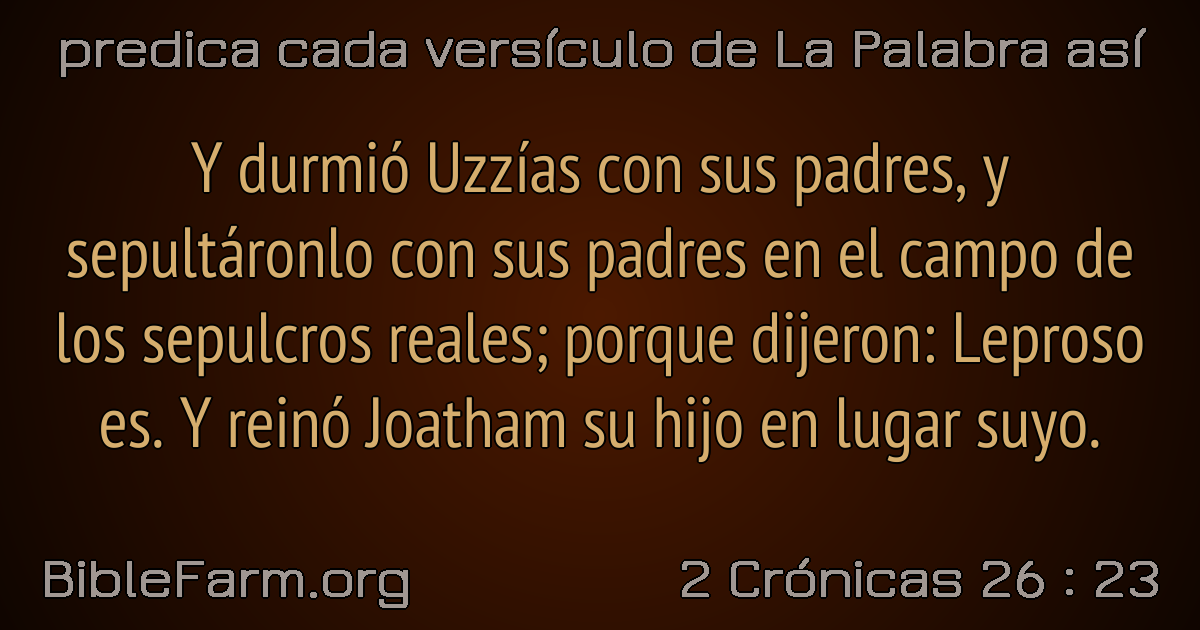 predica cada versículo de La Palabra así
Y durmió Uzzías con sus padres, y
sepultáronlo con sus padres en el campo de
los sepulcros reales; porque dijeron: Leproso
es. Y reinó Joatham su hijo en lugar suyo.
BibleFarm.org
2 Crónicas 26 : 23